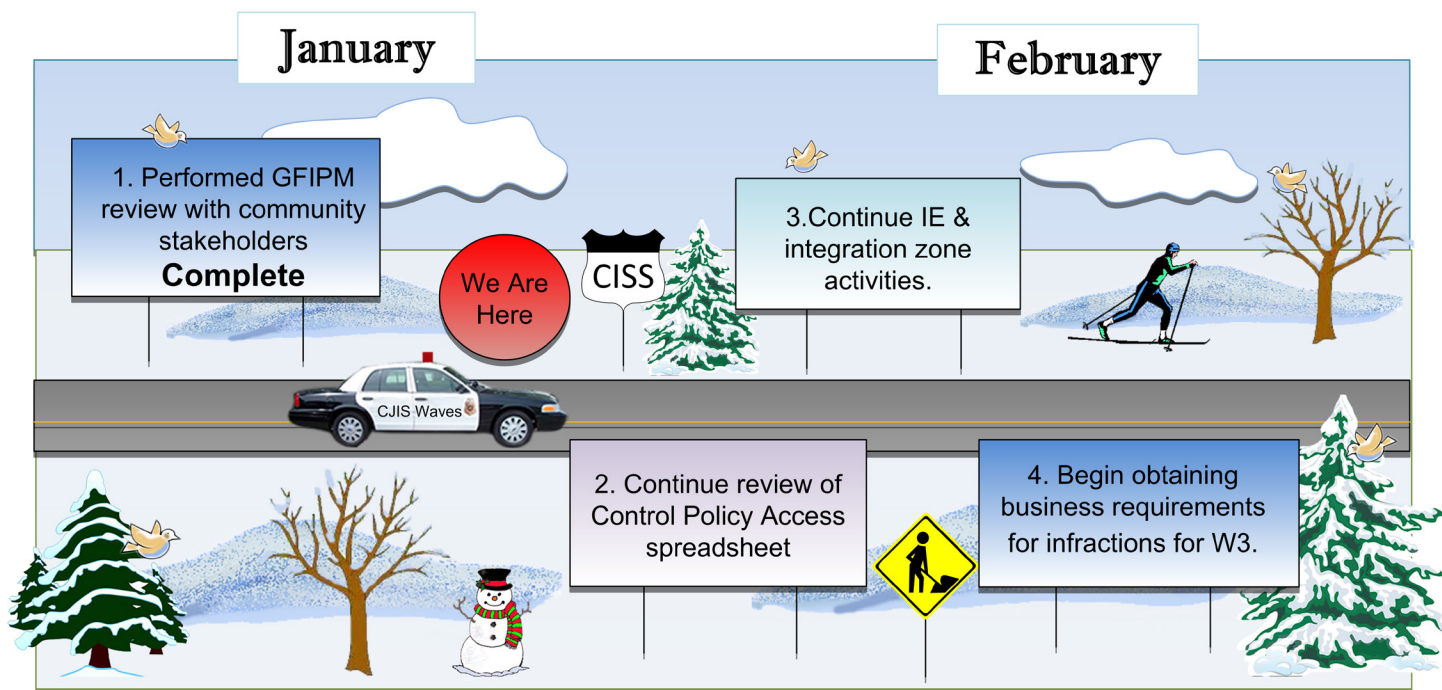 January
February
1. Performed GFIPM
review with community
stakeholders
Complete
We Are
Here
CISS
3.Continue IE &
integration zone
activities.
CJIS Waves
2. Continue review of
Control Policy Access
spreadsheet
4. Begin obtaining
business requirements
for infractions for W3.